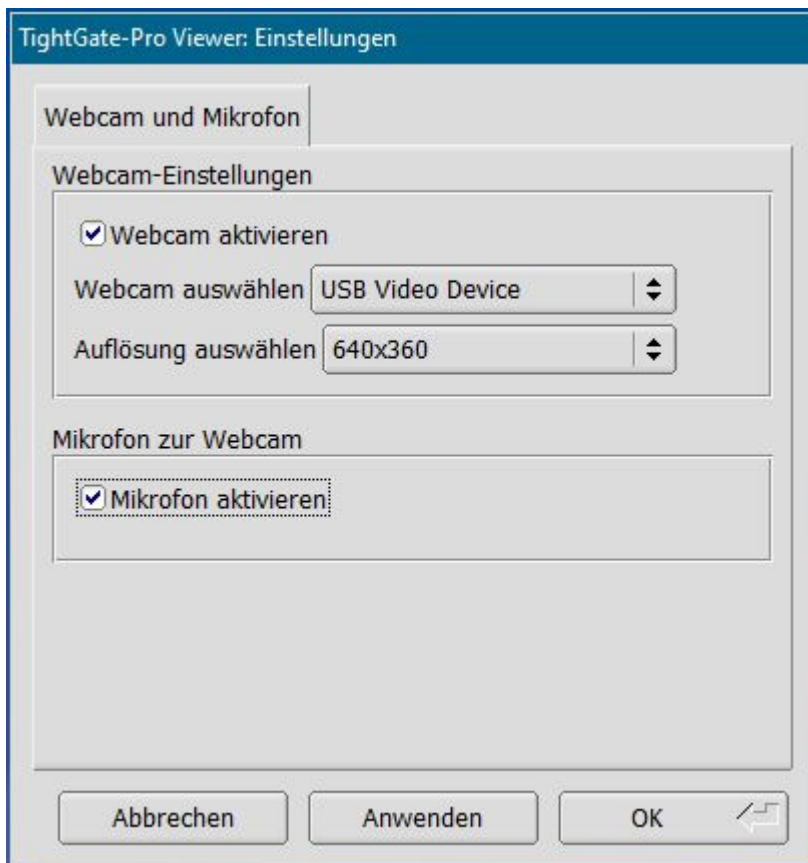 TightGate-Pro Viewer: Einstellungen
Webcam und Mikrofon
Webcam-Einstellungen
Webcam aktivieren
Webcam auswählen USB Video Device
Auflösung auswählen 640x360
Mikrofon zur Webcam
Mikrofon aktivieren
Abbrechen Anwenden OK